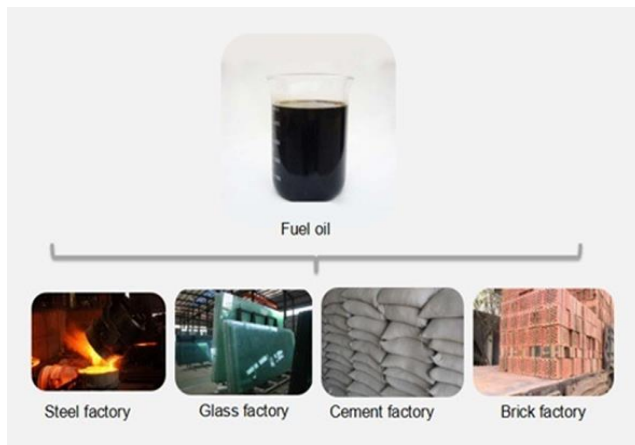 Fuel oil
Steel factory
Glass factory
Cement factory
Brick factory